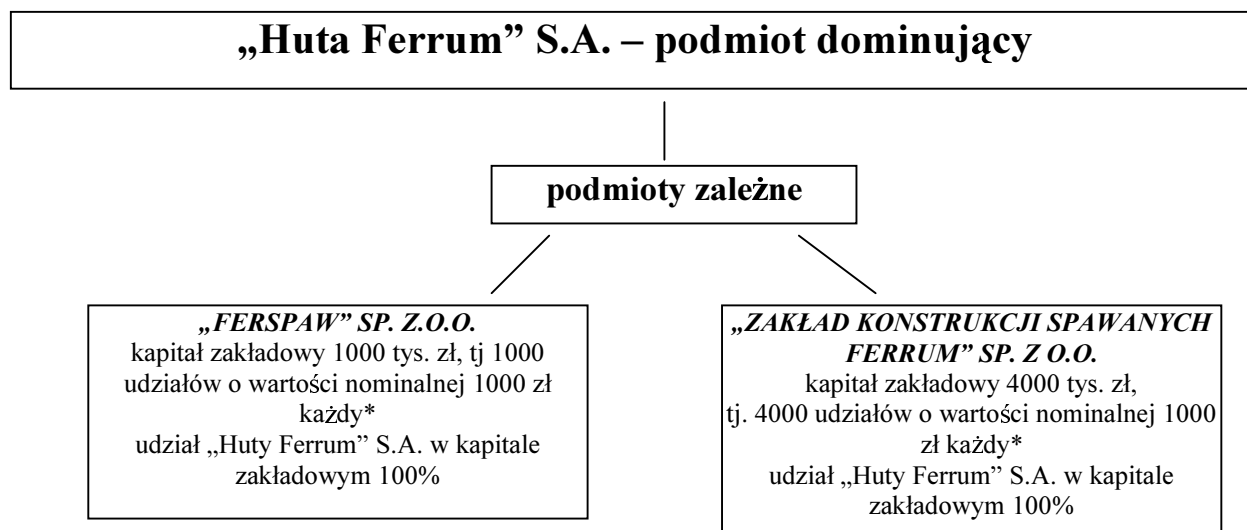 „Huta Ferrum” S.A. – podmiot dominujący
podmioty zależne
„FERSPAW” SP. Z.O.O.
kapitał zakładowy 1000 tys. zł, tj 1000
udziałów o wartości nominalnej 1000 zł
każdy*
udział „Huty Ferrum” S.A. w kapitale
zakładowym 100%
„ZAKŁAD KONSTRUKCJI SPAWANYCH
FERRUM” SP. Z O.O.
kapitał zakładowy 4000 tys. zł,
tj. 4000 udziałów o wartości nominalnej 1000
zł każdy*
udział „Huty Ferrum” S.A. w kapitale
zakładowym 100%